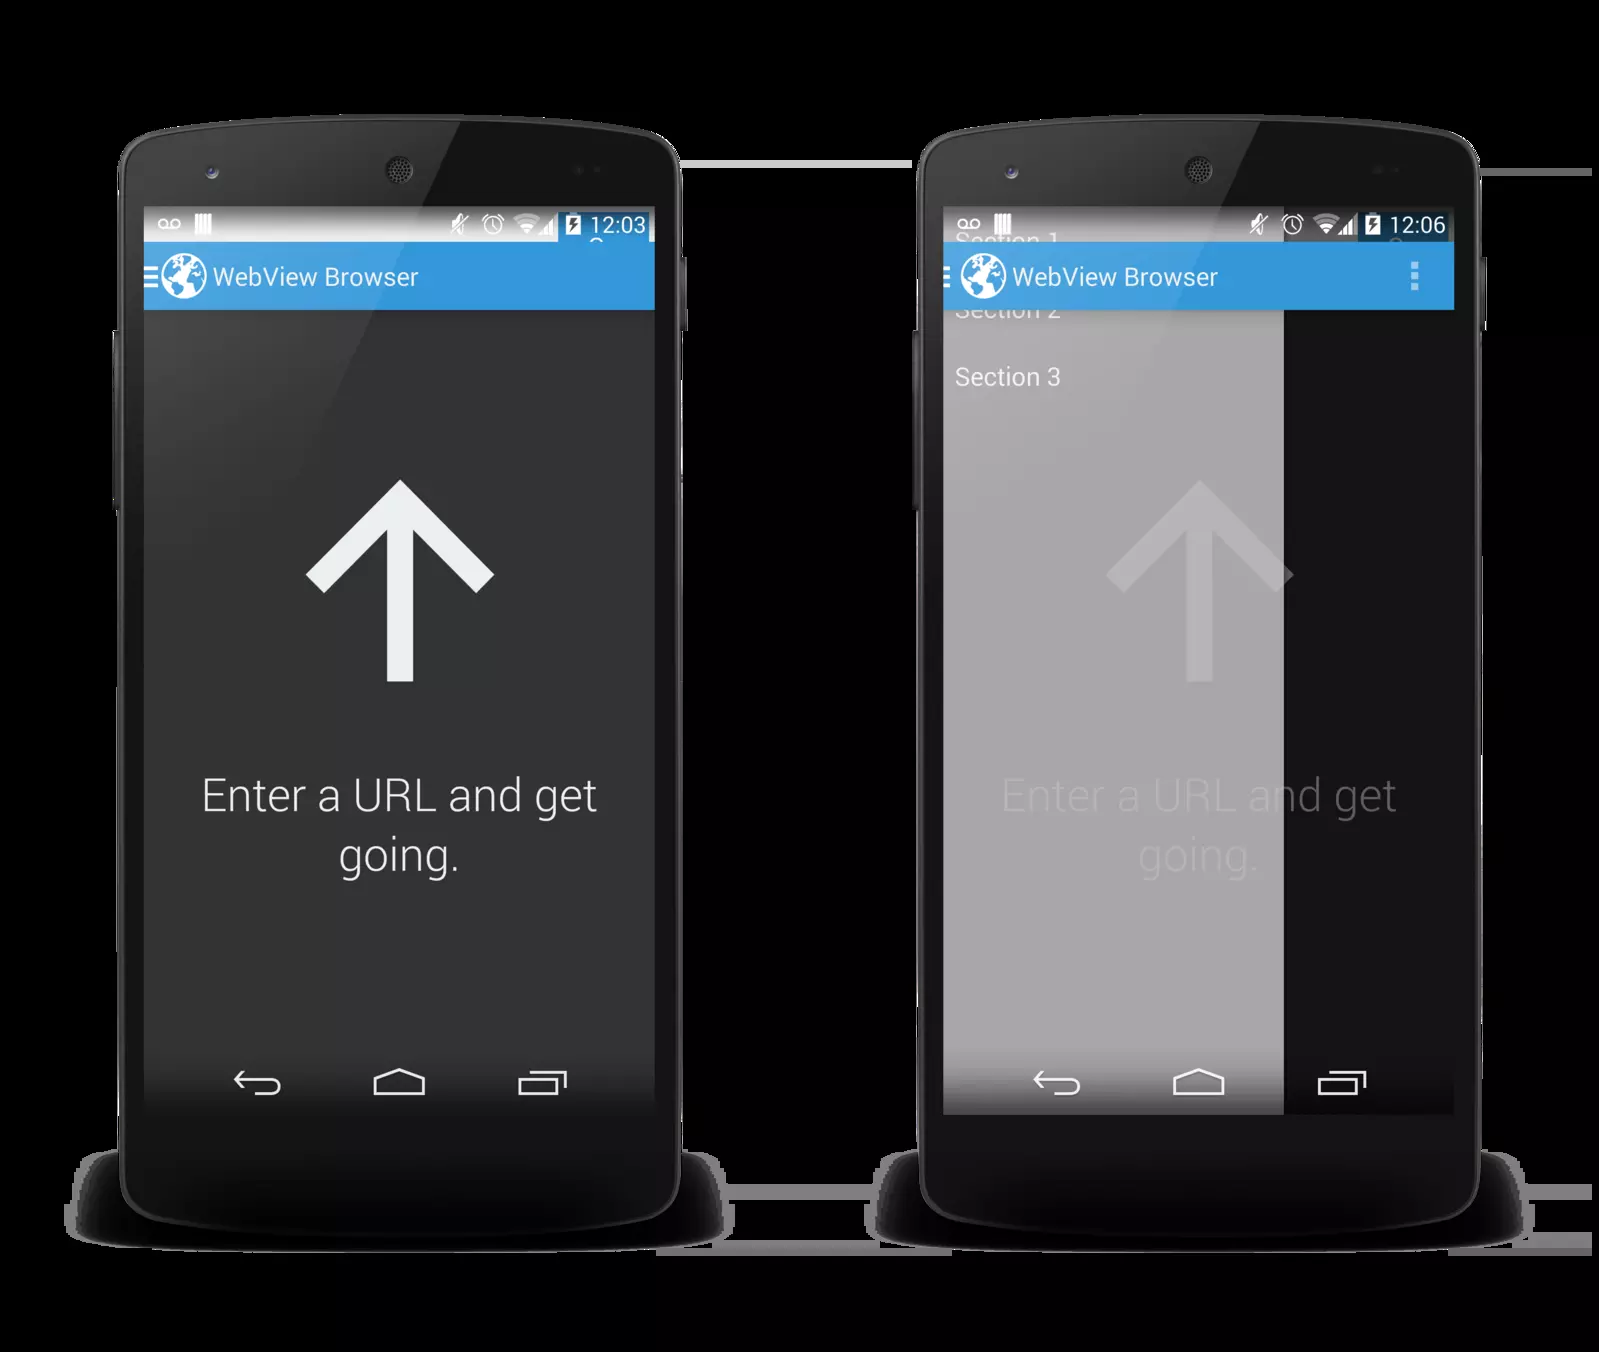 12:03
WebView Browser
Enter a URL and get
going.
12:06
Section 1
WebView Browser
Section 2
Section 3
Enter a URL and get
going.